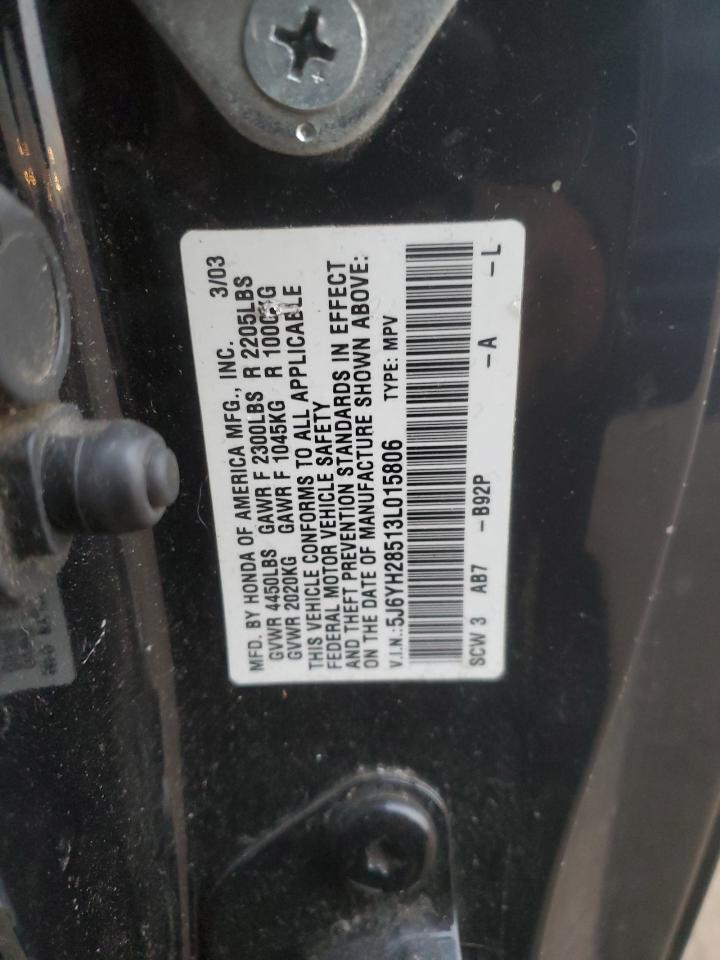 MFD. BY HONDA OF AMERICA MFG., INC. 3/03
GVWR 4450LBS GAWR F 2300LBS R 2205LBS
GVWR 2020KG GAWR F 1045KG R 1000KG
THIS VEHICLE CONFORMS TO ALL APPLICABLE
FEDERAL MOTOR VEHICLE SAFETY
AND THEFT PREVENTION STANDARDS IN EFFECT
ON THE DATE OF MANUFACTURE SHOWN ABOVE:
V.I.N.:5J6YH28513L015806 TYPE: MPV
SCW 3 AB7 -B92P -A -L